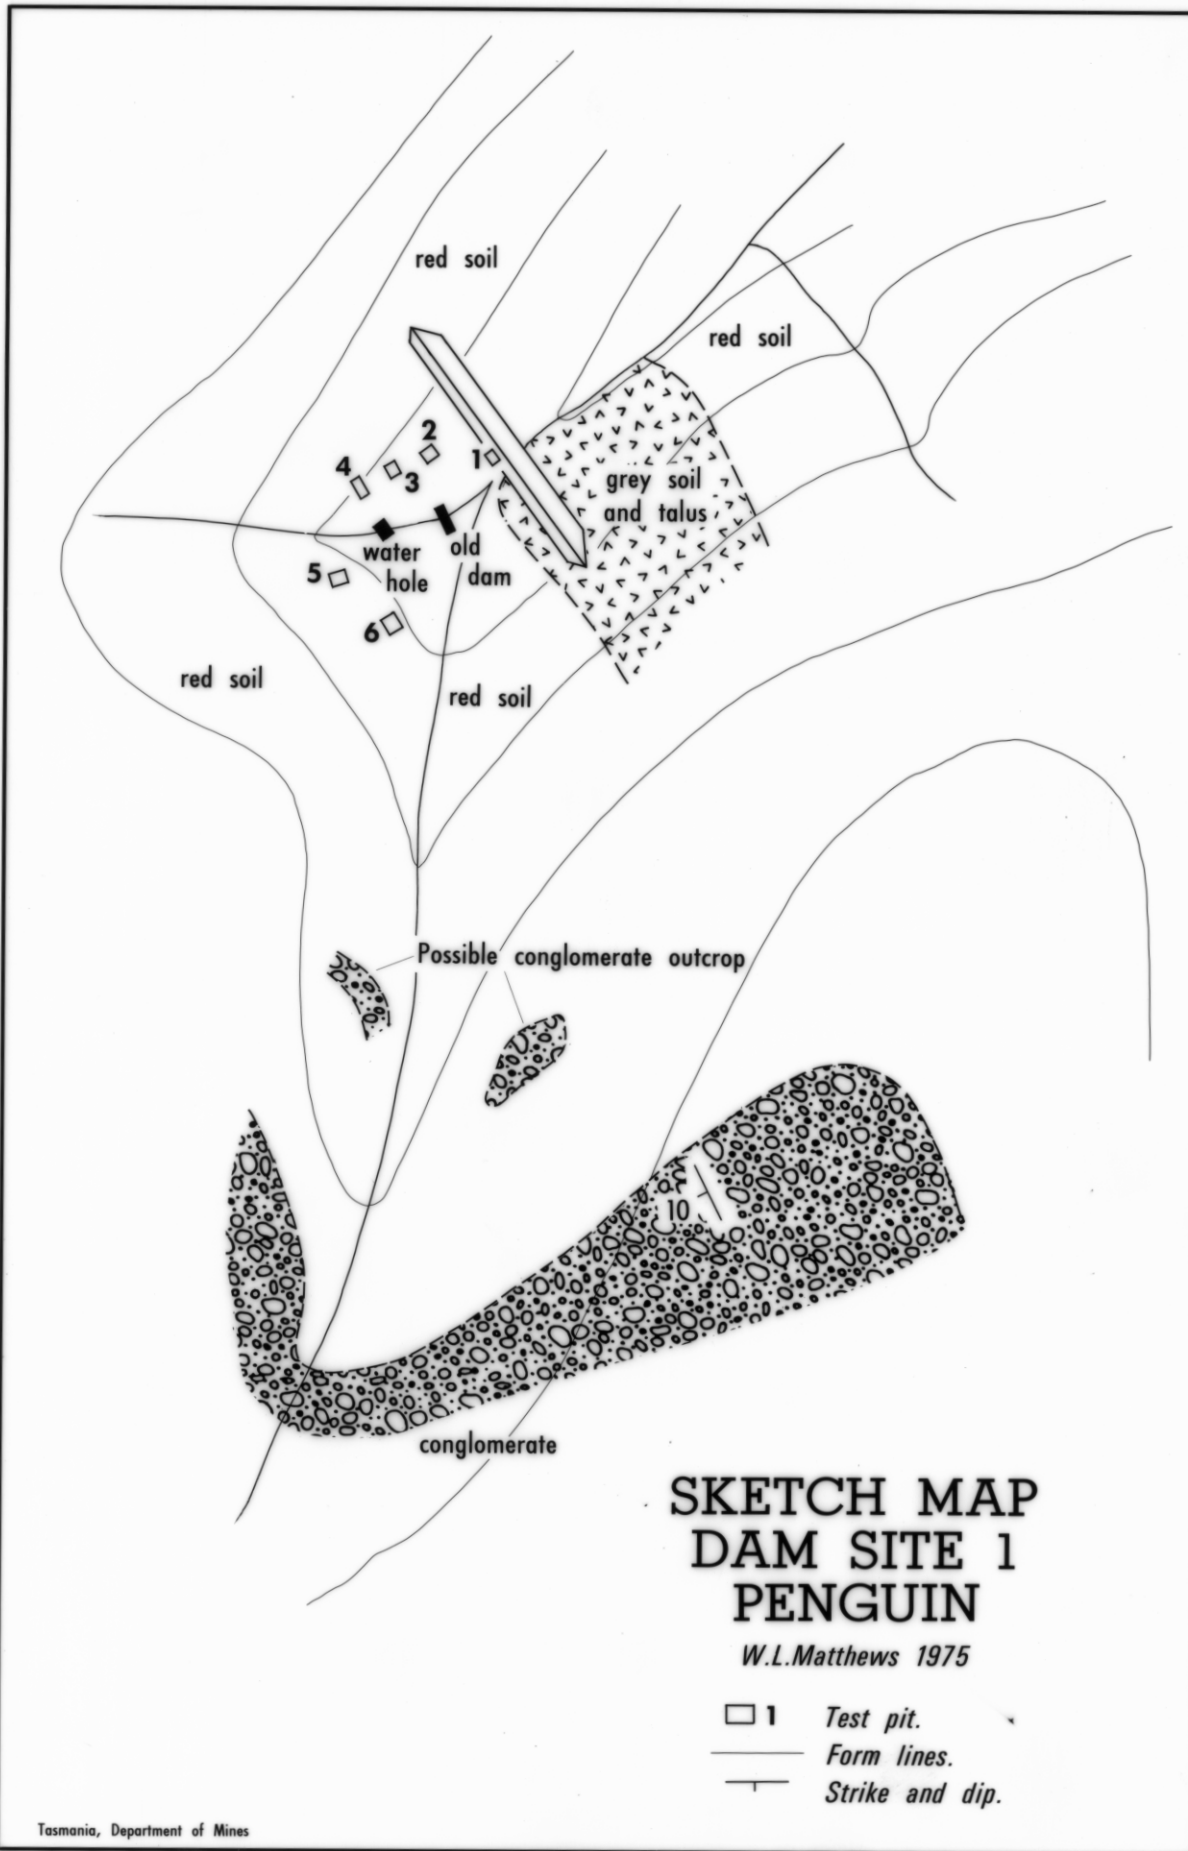 red soil
red soil
2
1
4
3
grey soil
and talus
water
hole
old
dam
5
6
red soil
red soil
Possible conglomerate outcrop
10
conglomerate
SKETCH MAP
DAM SITE 1
PENGUIN
W.L.Matthews 1975
1 Test pit.
Form lines.
Strike and dip.
Tasmania, Department of Mines